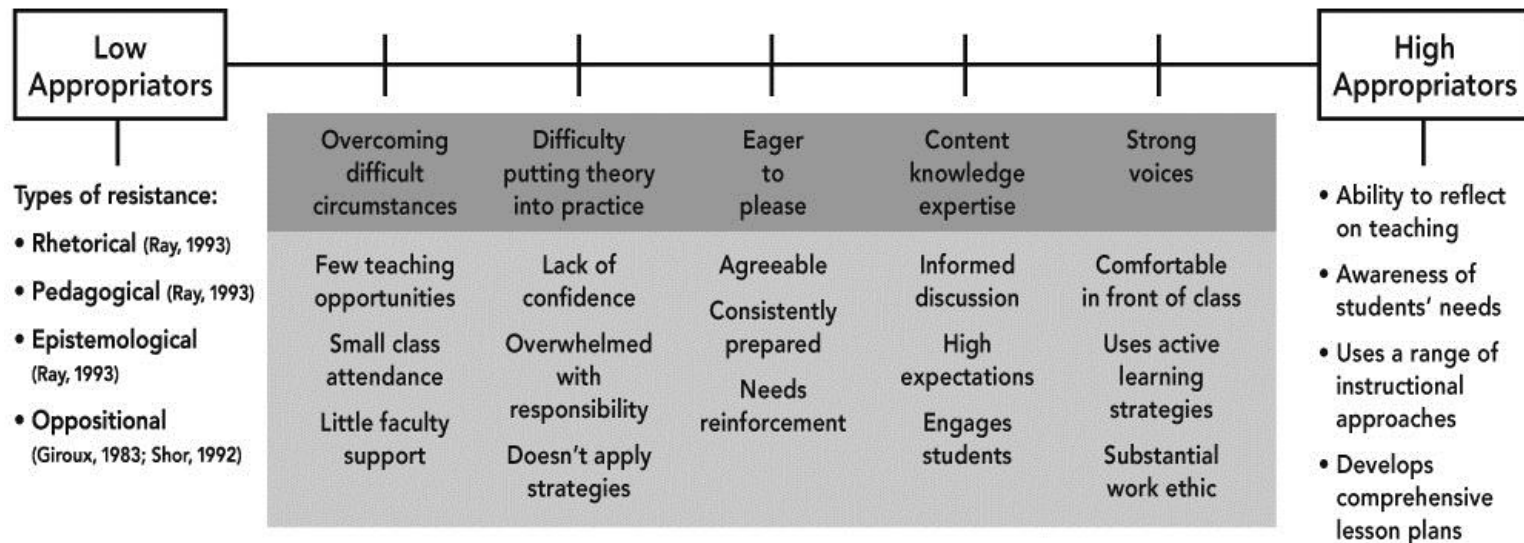 Low
Appropriators
Types of resistance:
• Rhetorical (Ray, 1993)
• Pedagogical (Ray, 1993)
• Epistemological
(Ray, 1993)
• Oppositional
(Giroux, 1983; Shor, 1992)
Overcoming
difficult
circumstances
Few teaching
opportunities
Small class
attendance
Little faculty
support
Difficulty
putting theory
into practice
Lack of
confidence
Overwhelmed
with
responsibility
Doesn't apply
strategies
Eager
to
please
Agreeable
Consistently
prepared
Needs
reinforcement
Content
knowledge
expertise
Informed
discussion
High
expectations
Engages
students
Strong
voices
Comfortable
in front of class
Uses active
learning
strategies
Substantial
work ethic
High
Appropriators
• Ability to reflect
on teaching
• Awareness of
students' needs
• Uses a range of
instructional
approaches
• Develops
comprehensive
lesson plans